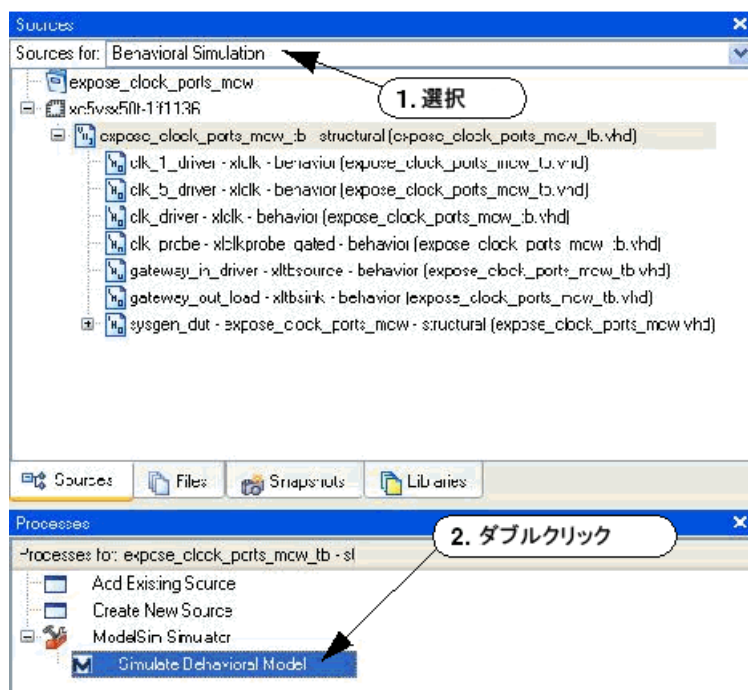 Sources
Sources for: Behavioral Simulation
1. 選択
expose_clock_ports_mcw
xc5vsx50t-1ff1136
expose_clock_ports_mcw_tb - structural (expose_clock_ports_mcw_tb.vhd)
clk_1_driver - xlclk - behavior (expose_clock_ports_mcw_tb.vhd)
clk_5_driver - xlclk - behavior (expose_clock_ports_mcw_tb.vhd)
clk_driver - xlclk - behavior (expose_clock_ports_mcw_tb.vhd)
clk_probe - xlclkprobe_gated - behavior (expose_clock_ports_mcw_tb.vhd)
gateway_in_driver - xltbsource - behavior (expose_clock_ports_mcw_tb.vhd)
gateway_out_load - xltbsink - behavior (expose_clock_ports_mcw_tb.vhd)
sysgen_dut - expose_clock_ports_mcw - structural (expose_clock_ports_mcw.vhd)
Sources Files Snapshots Libraries
Processes
2. ダブルクリック
Processes for: expose_clock_ports_mcw_tb - st
Add Existing Source
Create New Source
ModelSim Simulator
Simulate Behavioral Model